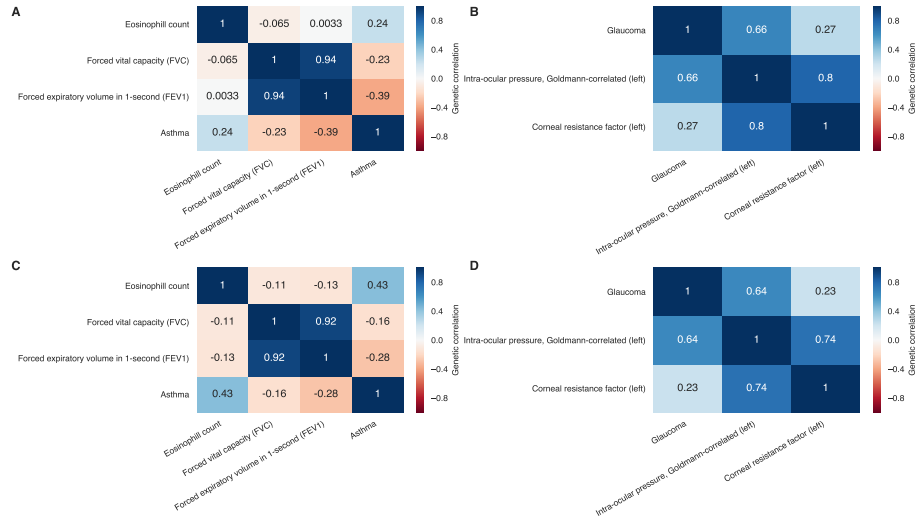 A
Eosinophill count
Forced vital capacity (FVC)
Forced expiratory volume in 1-second (FEV1)
Asthma
1 -0.065 0.0033 0.24
-0.065 1 0.94 -0.23
0.0033 0.94 1 -0.39
0.24 -0.23 -0.39 1
Eosinophill count
Forced vital capacity (FVC)
Forced expiratory volume in 1-second (FEV1)
Asthma
0.8
0.4
0.0
−0.4
−0.8
Genetic correlation
B
Glaucoma
Intra-ocular pressure, Goldmann-correlated (left)
Corneal resistance factor (left)
1 0.66 0.27
0.66 1 0.8
0.27 0.8 1
Glaucoma
Intra-ocular pressure, Goldmann-correlated (left)
Corneal resistance factor (left)
0.8
0.4
0.0
−0.4
−0.8
Genetic correlation
C
Eosinophill count
Forced vital capacity (FVC)
Forced expiratory volume in 1-second (FEV1)
Asthma
1 -0.11 -0.13 0.43
-0.11 1 0.92 -0.16
-0.13 0.92 1 -0.28
0.43 -0.16 -0.28 1
Eosinophill count
Forced vital capacity (FVC)
Forced expiratory volume in 1-second (FEV1)
Asthma
0.8
0.4
0.0
−0.4
−0.8
Genetic correlation
D
Glaucoma
Intra-ocular pressure, Goldmann-correlated (left)
Corneal resistance factor (left)
1 0.64 0.23
0.64 1 0.74
0.23 0.74 1
Glaucoma
Intra-ocular pressure, Goldmann-correlated (left)
Corneal resistance factor (left)
0.8
0.4
0.0
−0.4
−0.8
Genetic correlation